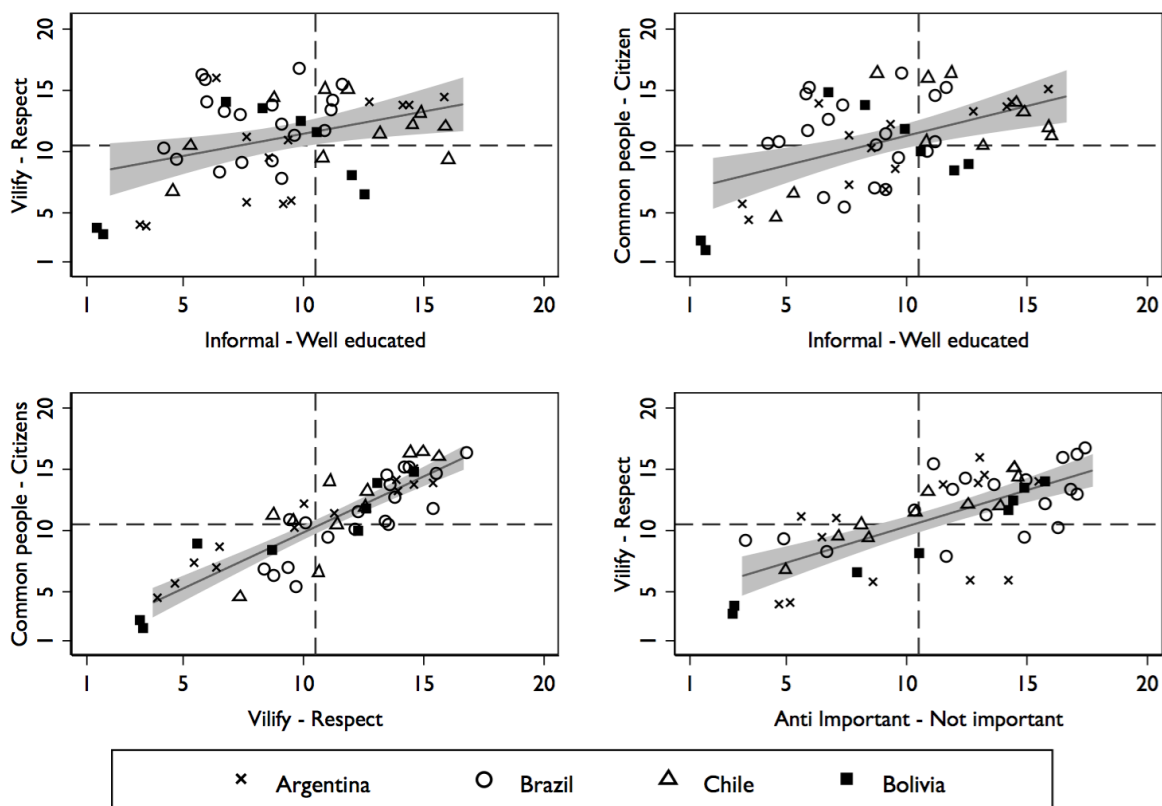 Vilify - Respect
20
15
10
5
1
1 5 10 15 20
Informal - Well educated
Common people - Citizen
20
15
10
5
1
1 5 10 15 20
Informal - Well educated
Common people - Citizens
20
15
10
5
1
1 5 10 15 20
Vilify - Respect
Vilify - Respect
20
15
10
5
1
1 5 10 15 20
Anti Important - Not important
Argentina Brazil Chile Bolivia